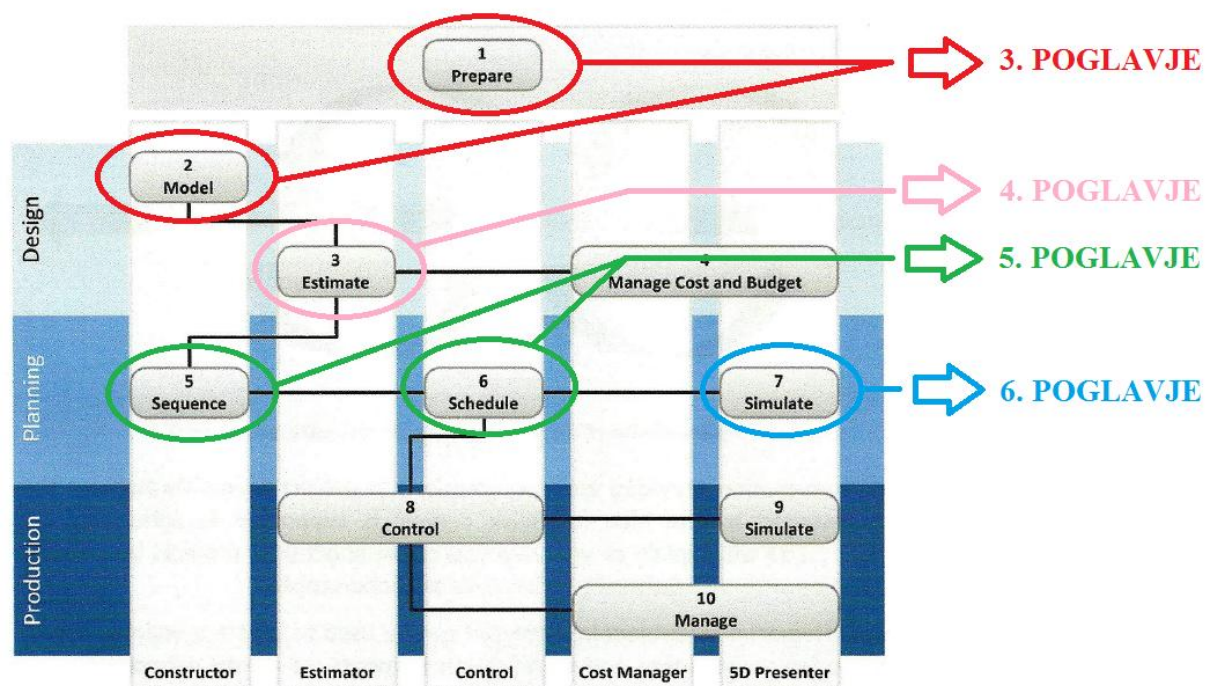 1
Prepare
3. POGLAVJE
Design
2
Model
4. POGLAVJE
3
Estimate
4
Manage Cost and Budget
5. POGLAVJE
Planning
5
Sequence
6
Schedule
7
Simulate
6. POGLAVJE
Production
8
Control
9
Simulate
10
Manage
Constructor
Estimator
Control
Cost Manager
5D Presenter